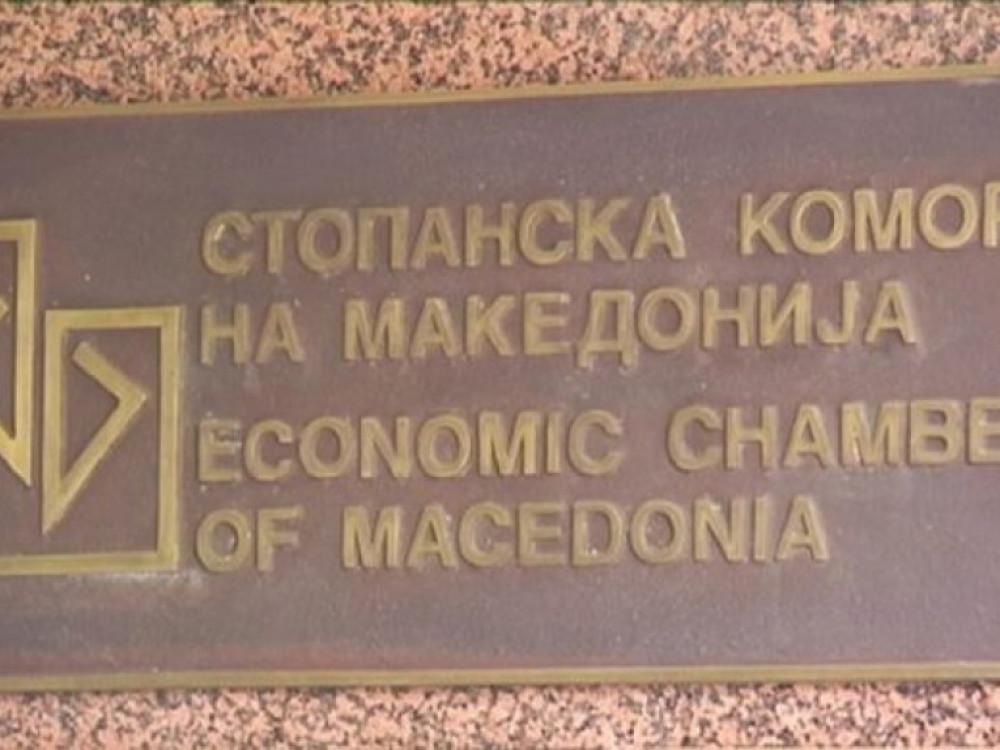 СТОПАНСКА КОМОР
НА МАКЕДОНИЈА
ECONOMIC CHAMBE
OF MACEDONIA